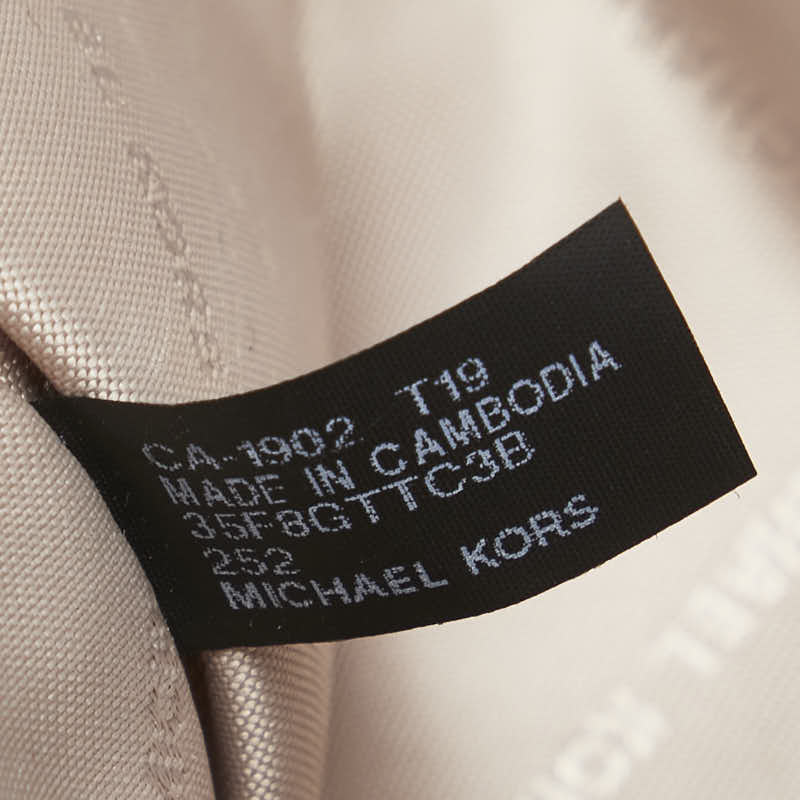 CA-1902 T19
MADE IN CAMBODIA
35F8GTTC3B
252
MICHAEL KORS